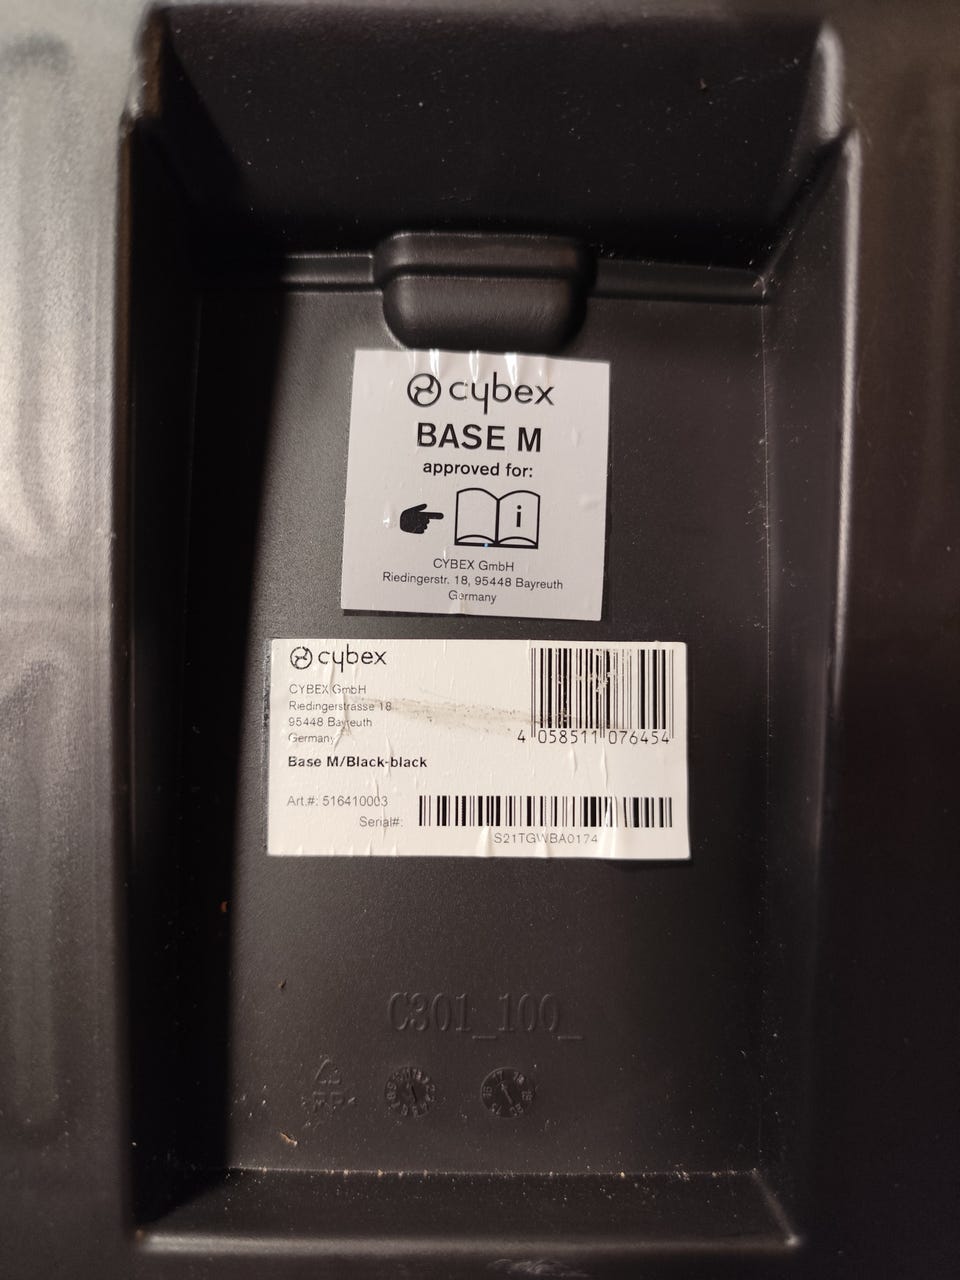 cybex
BASE M
approved for:
i
CYBEX GmbH
Riedingerstr. 18, 95448 Bayreuth
Germany
cybex
CYBEX GmbH
Riedingerstrasse 18
95448 Bayreuth
Germany
4 058511 076454
Base M/Black-black
Art.#: 516410003
Serial#:
S21TGWBA0174
C301_100_